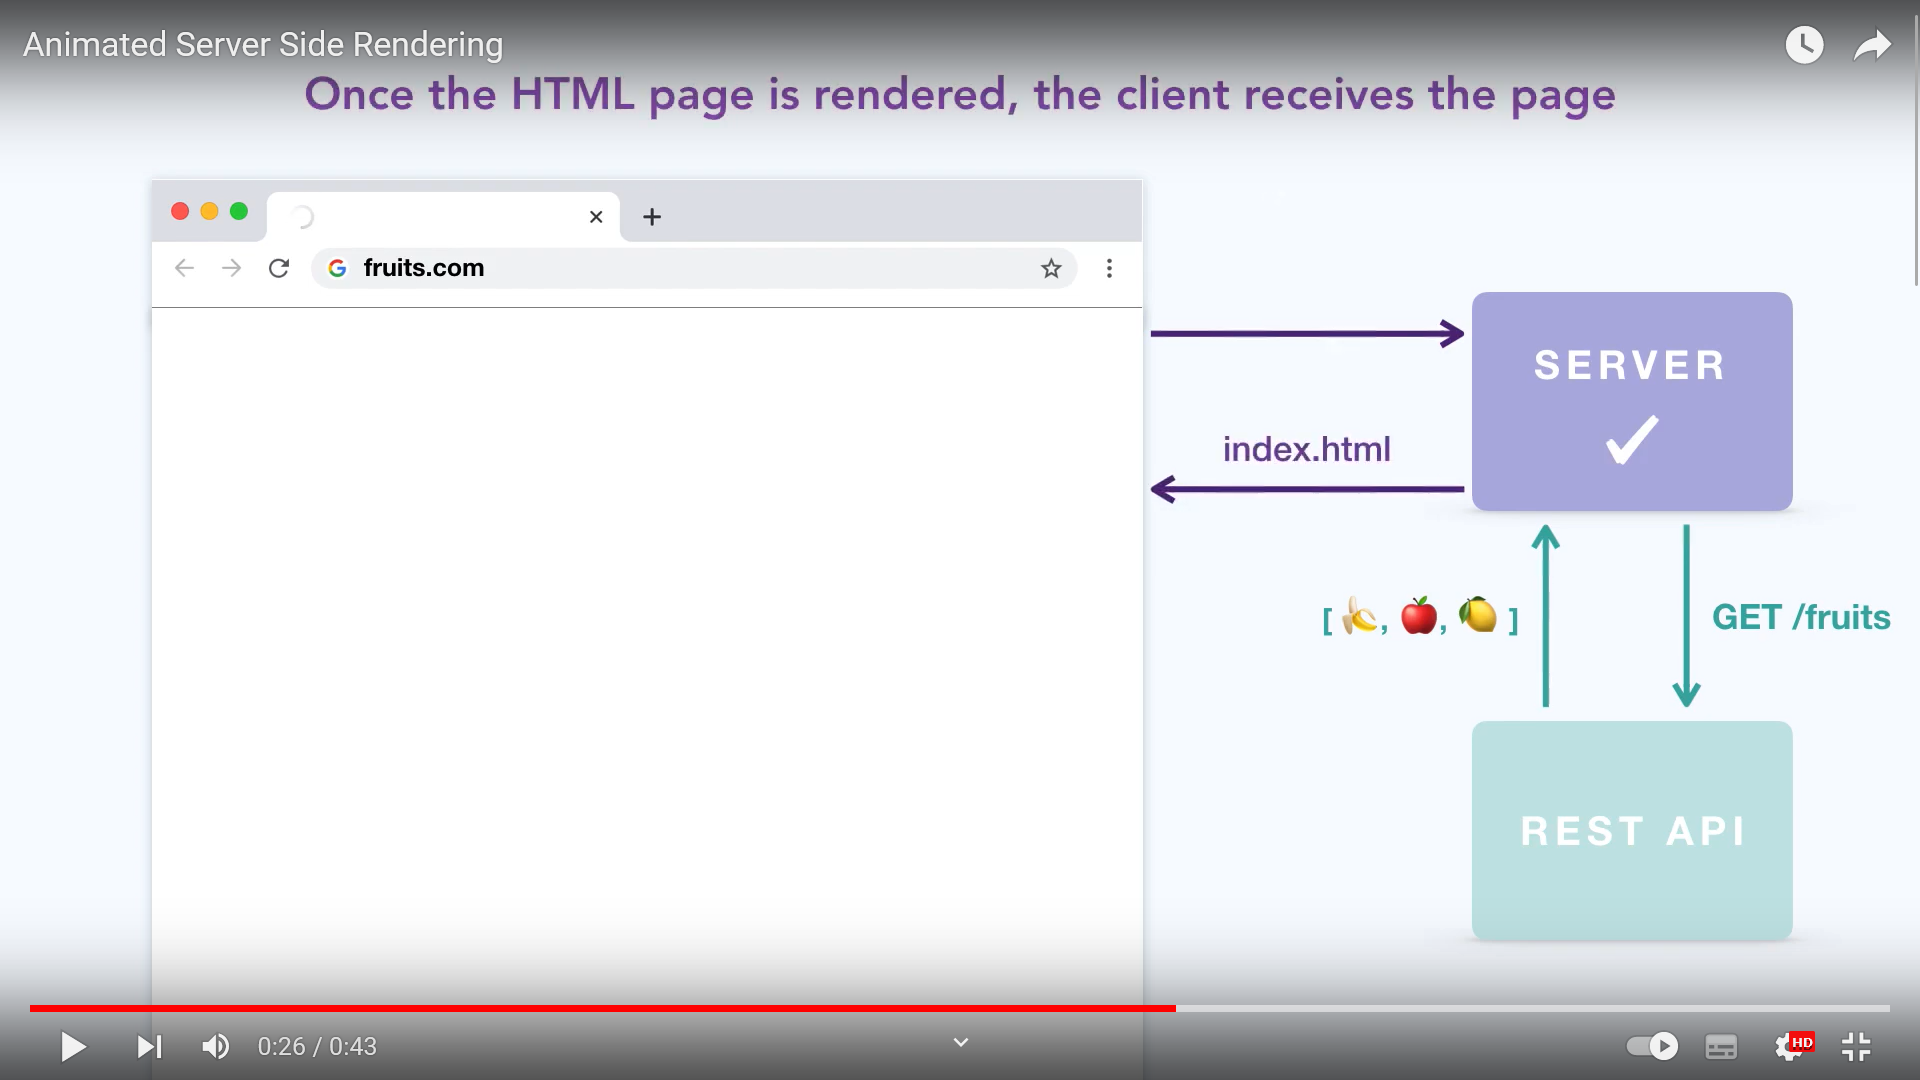 Animated Server Side Rendering
Once the HTML page is rendered, the client receives the page
fruits.com
SERVER
index.html
[ 🍌, 🍎, 🍋 ]
GET /fruits
REST API
0:26 / 0:43
HD